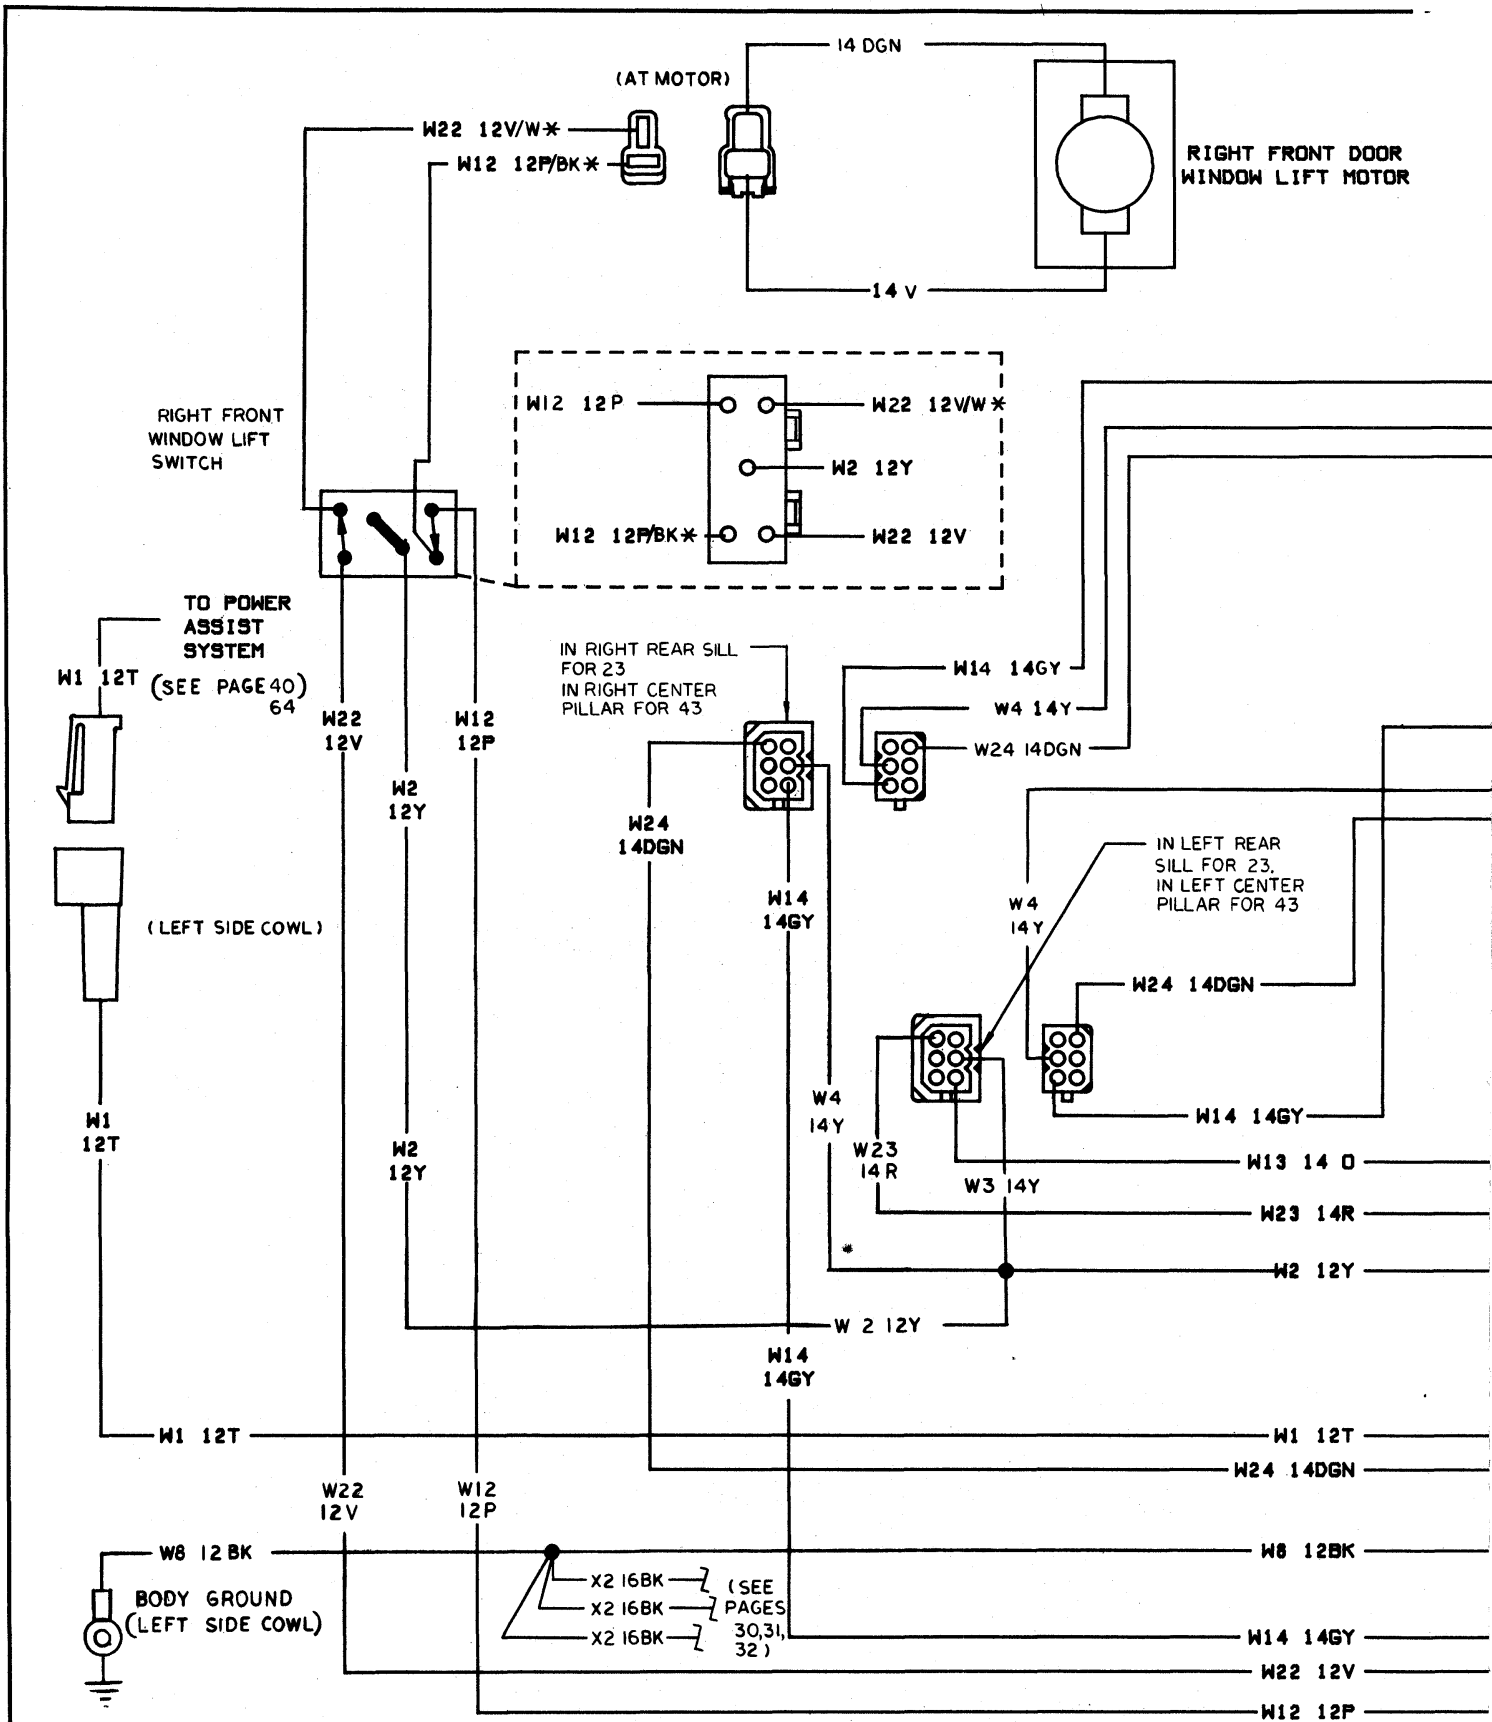 14 DGN
(AT MOTOR)
W22 12V/W*
W12 12P/BK*
RIGHT FRONT DOOR
WINDOW LIFT MOTOR
14 V
RIGHT FRONT
WINDOW LIFT
SWITCH
W12 12P
W22 12V/W*
W2 12Y
W12 12P/BK*
W22 12V
TO POWER
ASSIST
SYSTEM
(SEE PAGE 40)
64
W1 12T
W22
12V
W12
12P
W2
12Y
IN RIGHT REAR SILL
FOR 23
IN RIGHT CENTER
PILLAR FOR 43
W14 14GY
W4 14Y
W24 14DGN
W24
14DGN
W14
14GY
IN LEFT REAR
SILL FOR 23.
IN LEFT CENTER
PILLAR FOR 43
W4
14Y
(LEFT SIDE COWL)
W24 14DGN
W1
12T
W2
12Y
W4
14Y
W23
14R
W14 14GY
W13 14 O
W3 14Y
W23 14R
W2 12Y
W 2 12Y
W14
14GY
W1 12T
W1 12T
W24 14DGN
W22
12V
W12
12P
W8 12BK
W8 12BK
BODY GROUND
(LEFT SIDE COWL)
X2 16BK
X2 16BK
X2 16BK
(SEE
PAGES
30,31,
32)
W14 14GY
W22 12V
W12 12P